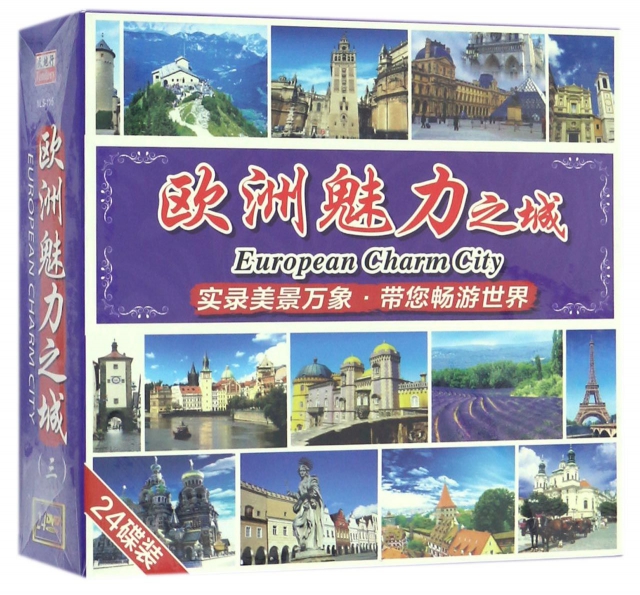 欧洲魅力之城
European Charm City
实录美景万象·带您畅游世界
24碟装
欧洲魅力之城
EUROPEAN CHARM CITY
(三)